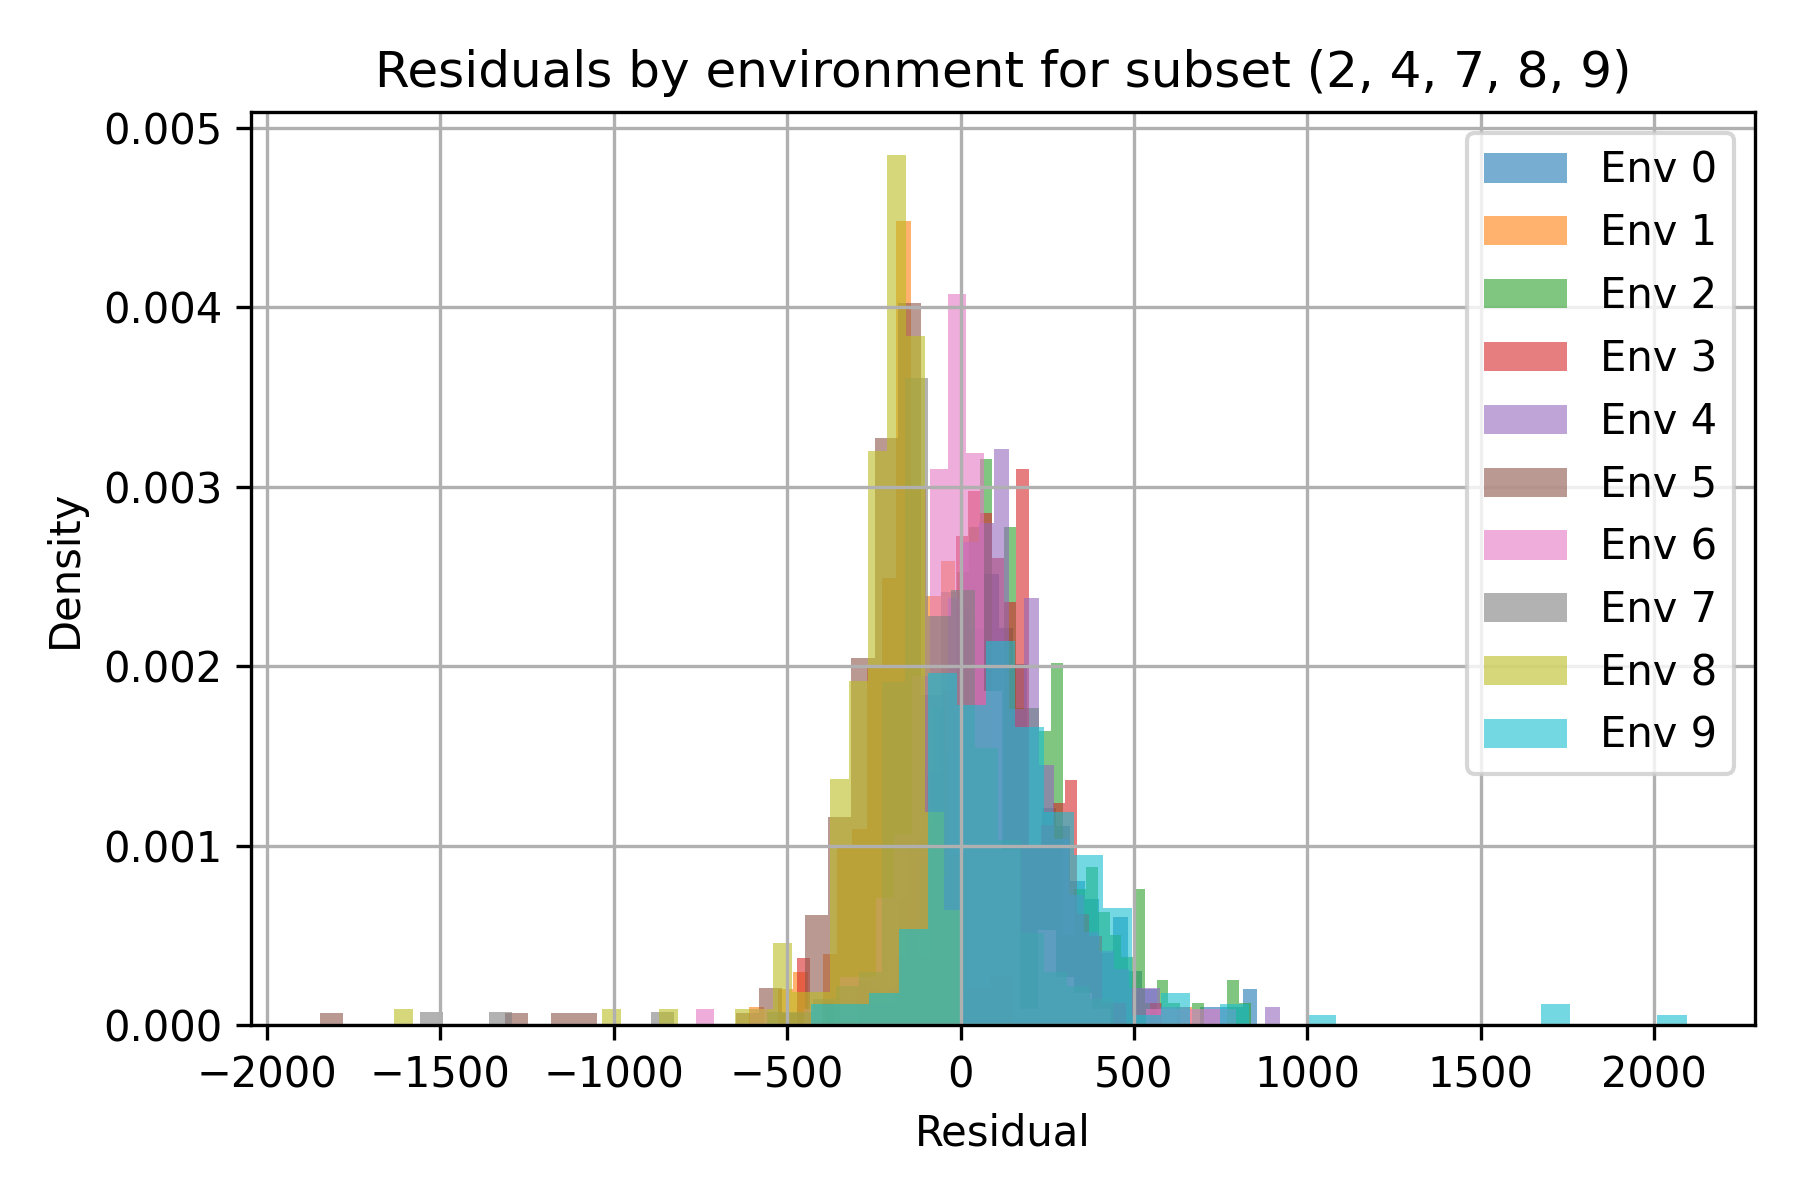 Residuals by environment for subset (2, 4, 7, 8, 9)
0.005
0.004
0.003
0.002
0.001
0.000
Density
−2000 −1500 −1000 −500 0 500 1000 1500 2000
Residual
Env 0
Env 1
Env 2
Env 3
Env 4
Env 5
Env 6
Env 7
Env 8
Env 9